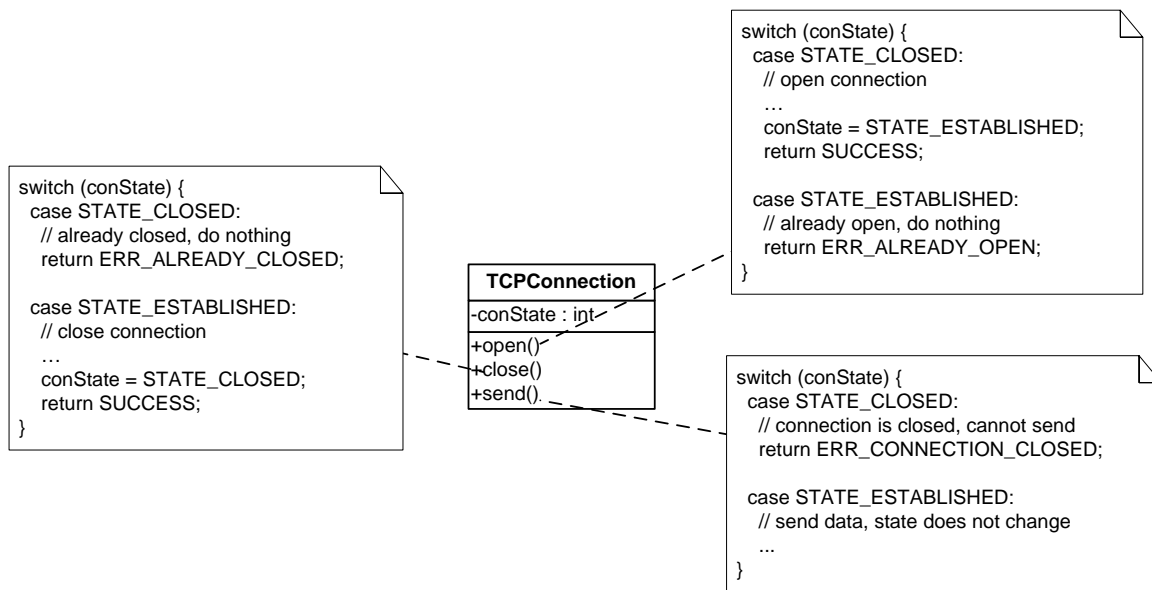 switch (conState) {
case STATE_CLOSED:
// already closed, do nothing
return ERR_ALREADY_CLOSED;
case STATE_ESTABLISHED:
// close connection
…
conState = STATE_CLOSED;
return SUCCESS;
}
TCPConnection
-conState : int
+open()
+close()
+send()
switch (conState) {
case STATE_CLOSED:
// open connection
…
conState = STATE_ESTABLISHED;
return SUCCESS;
case STATE_ESTABLISHED:
// already open, do nothing
return ERR_ALREADY_OPEN;
}
switch (conState) {
case STATE_CLOSED:
// connection is closed, cannot send
return ERR_CONNECTION_CLOSED;
case STATE_ESTABLISHED:
// send data, state does not change
...
}